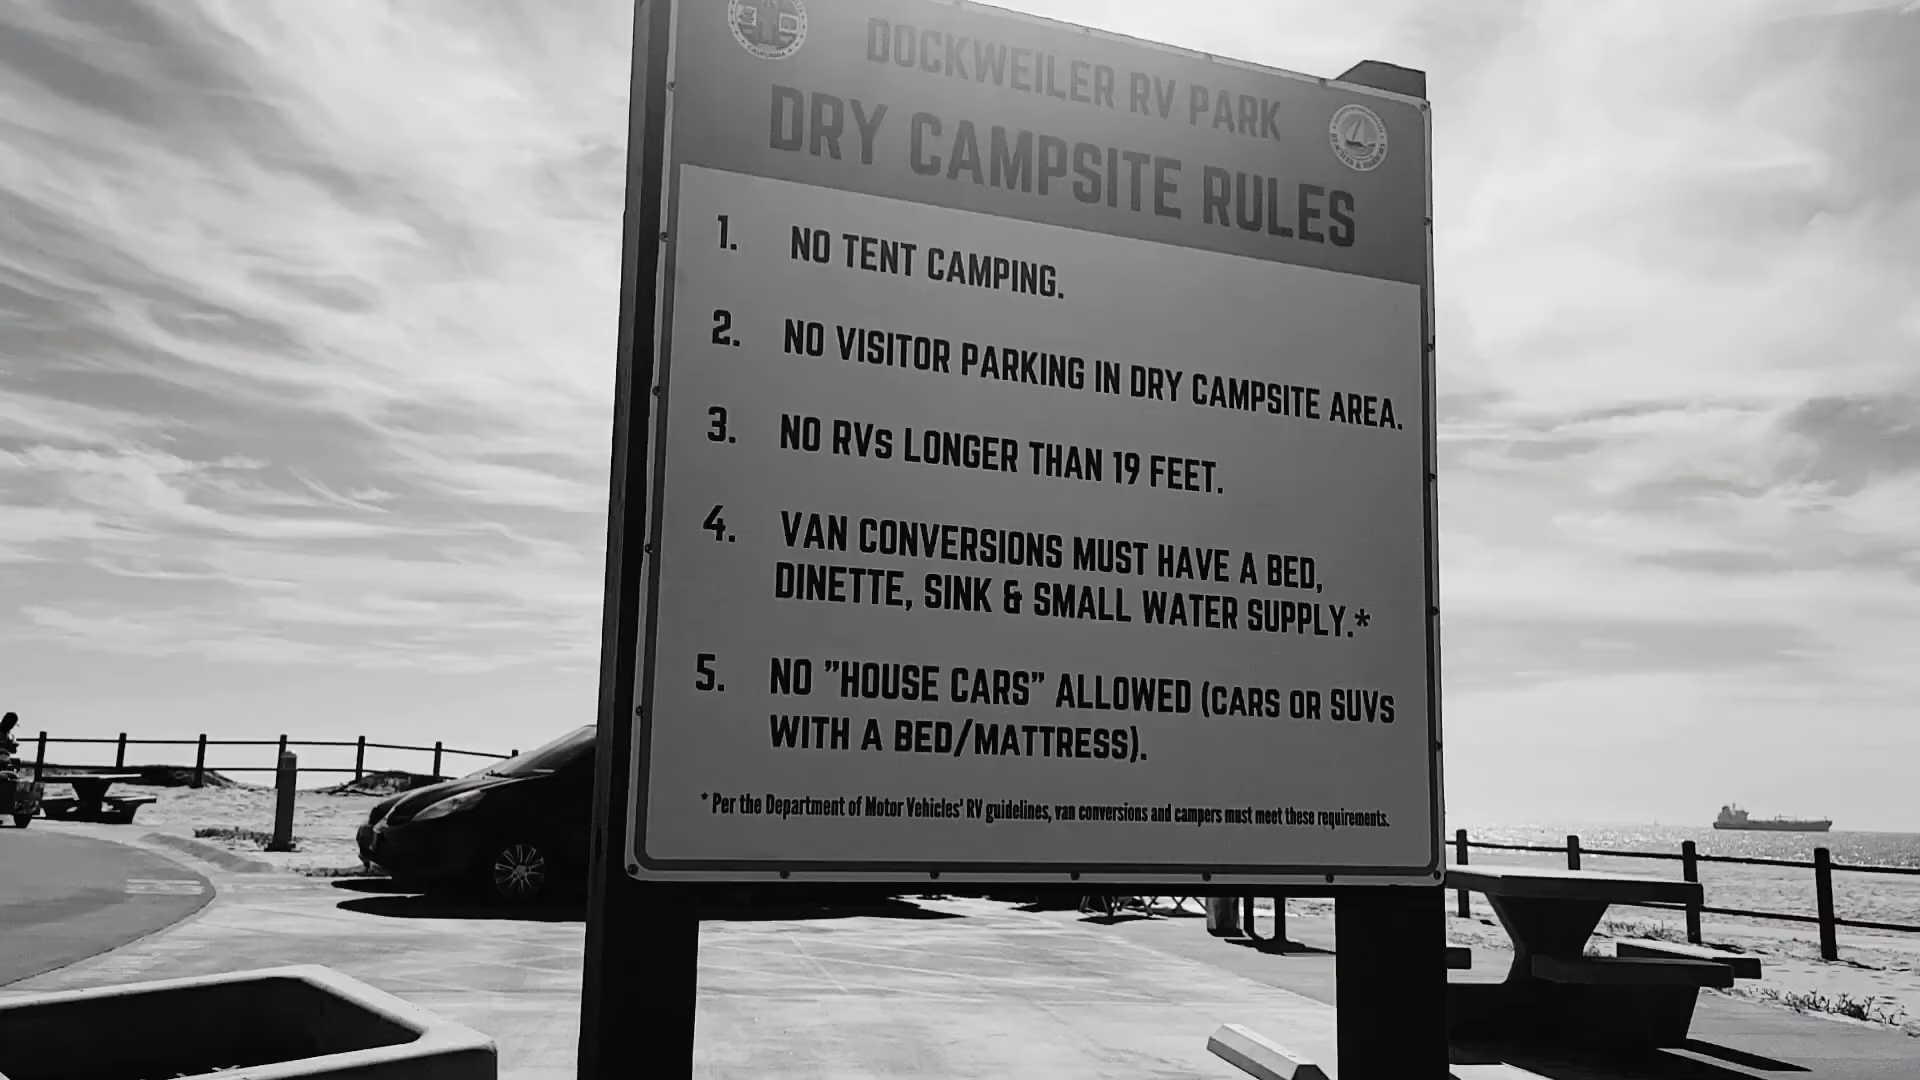 DOCKWEILER RV PARK
DRY CAMPSITE RULES
1. NO TENT CAMPING.
2. NO VISITOR PARKING IN DRY CAMPSITE AREA.
3. NO RVs LONGER THAN 19 FEET.
4. VAN CONVERSIONS MUST HAVE A BED,
DINETTE, SINK & SMALL WATER SUPPLY.*
5. NO "HOUSE CARS" ALLOWED (CARS OR SUVs
WITH A BED/MATTRESS).
* Per the Department of Motor Vehicles' RV guidelines, van conversions and campers must meet these requirements.